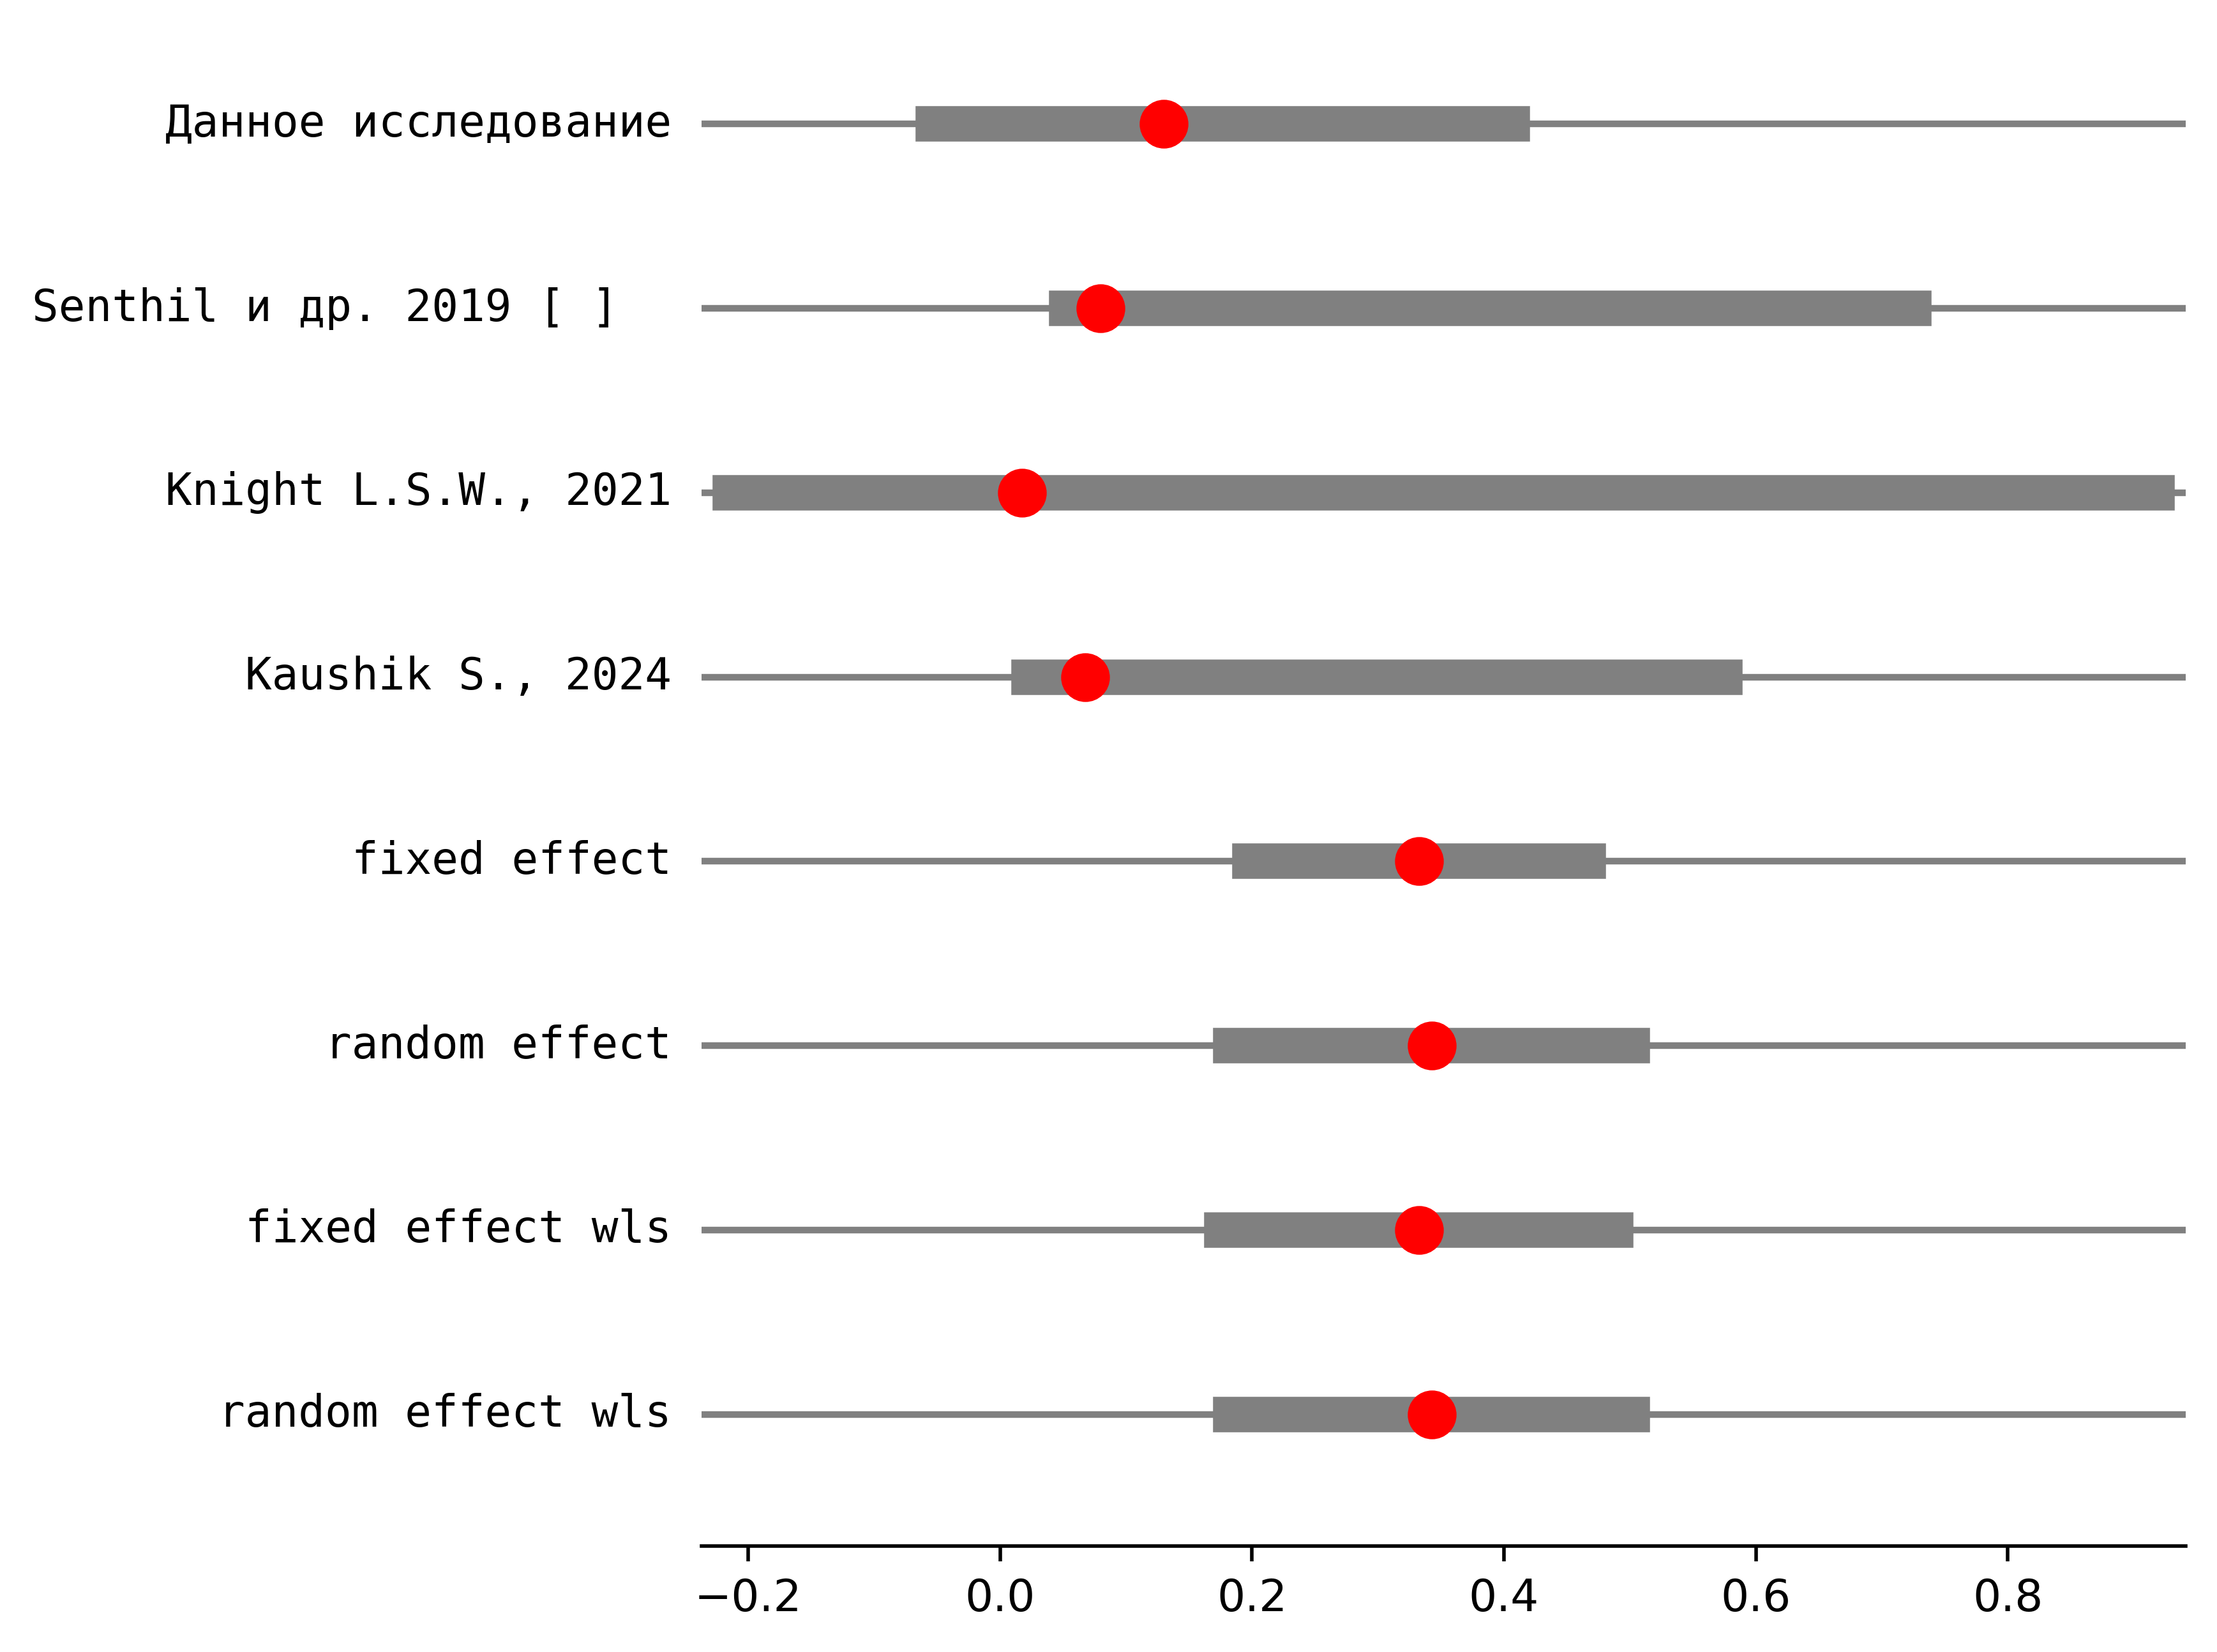 Данное исследование
Senthil и др. 2019 [ ]
Knight L.S.W., 2021
Kaushik S., 2024
fixed effect
random effect
fixed effect wls
random effect wls
−0.2 0.0 0.2 0.4 0.6 0.8